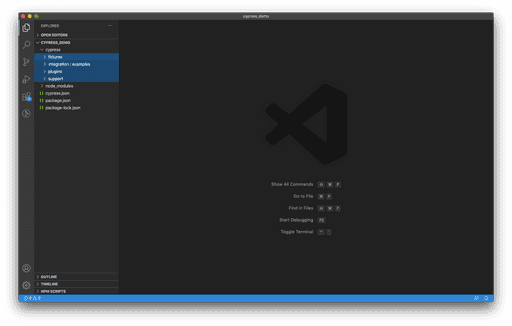 cypress_demo
EXPLORER
OPEN EDITORS
CYPRESS_DEMO
cypress
fixtures
integration / examples
plugins
support
node_modules
cypress.json
package.json
package-lock.json
Show All Commands ⇧ ⌘ P
Go to File ⌘ P
Find in Files ⇧ ⌘ F
Start Debugging F5
Toggle Terminal ⌃ `
OUTLINE
TIMELINE
NPM SCRIPTS